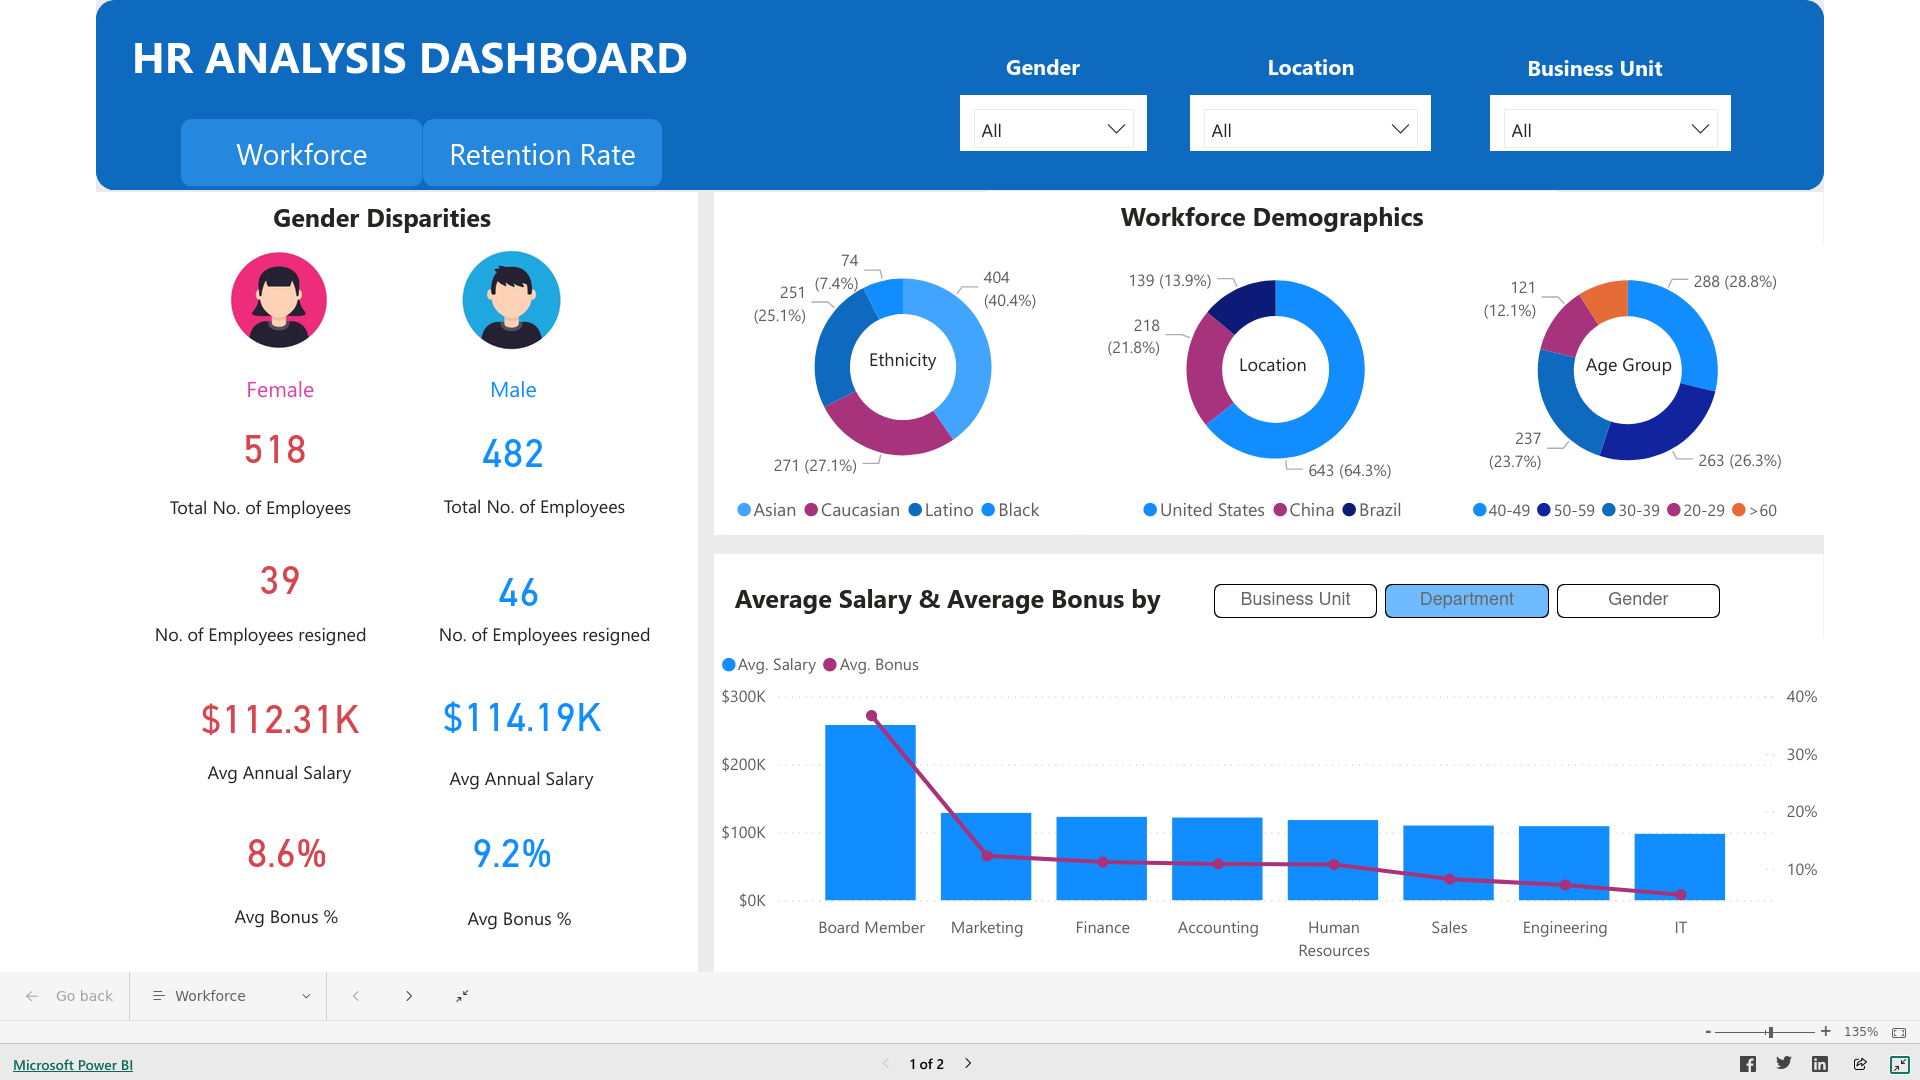 HR ANALYSIS DASHBOARD
Workforce
Retention Rate
Gender
Location
Business Unit
All
All
All
Gender Disparities
Female
Male
518
482
Total No. of Employees
Total No. of Employees
39
46
No. of Employees resigned
No. of Employees resigned
$112.31K
$114.19K
Avg Annual Salary
Avg Annual Salary
8.6%
9.2%
Avg Bonus %
Avg Bonus %
Workforce Demographics
74
(7.4%)
404
(40.4%)
251
(25.1%)
271 (27.1%)
Ethnicity
Asian Caucasian Latino Black
139 (13.9%)
218
(21.8%)
643 (64.3%)
Location
United States China Brazil
121
(12.1%)
288 (28.8%)
237
(23.7%)
263 (26.3%)
Age Group
40-49 50-59 30-39 20-29 >60
Average Salary & Average Bonus by
Business Unit
Department
Gender
Avg. Salary Avg. Bonus
$300K
$200K
$100K
$0K
40%
30%
20%
10%
Board Member
Marketing
Finance
Accounting
Human
Resources
Sales
Engineering
IT
Go back
Workforce
- + 135%
Microsoft Power BI
1 of 2